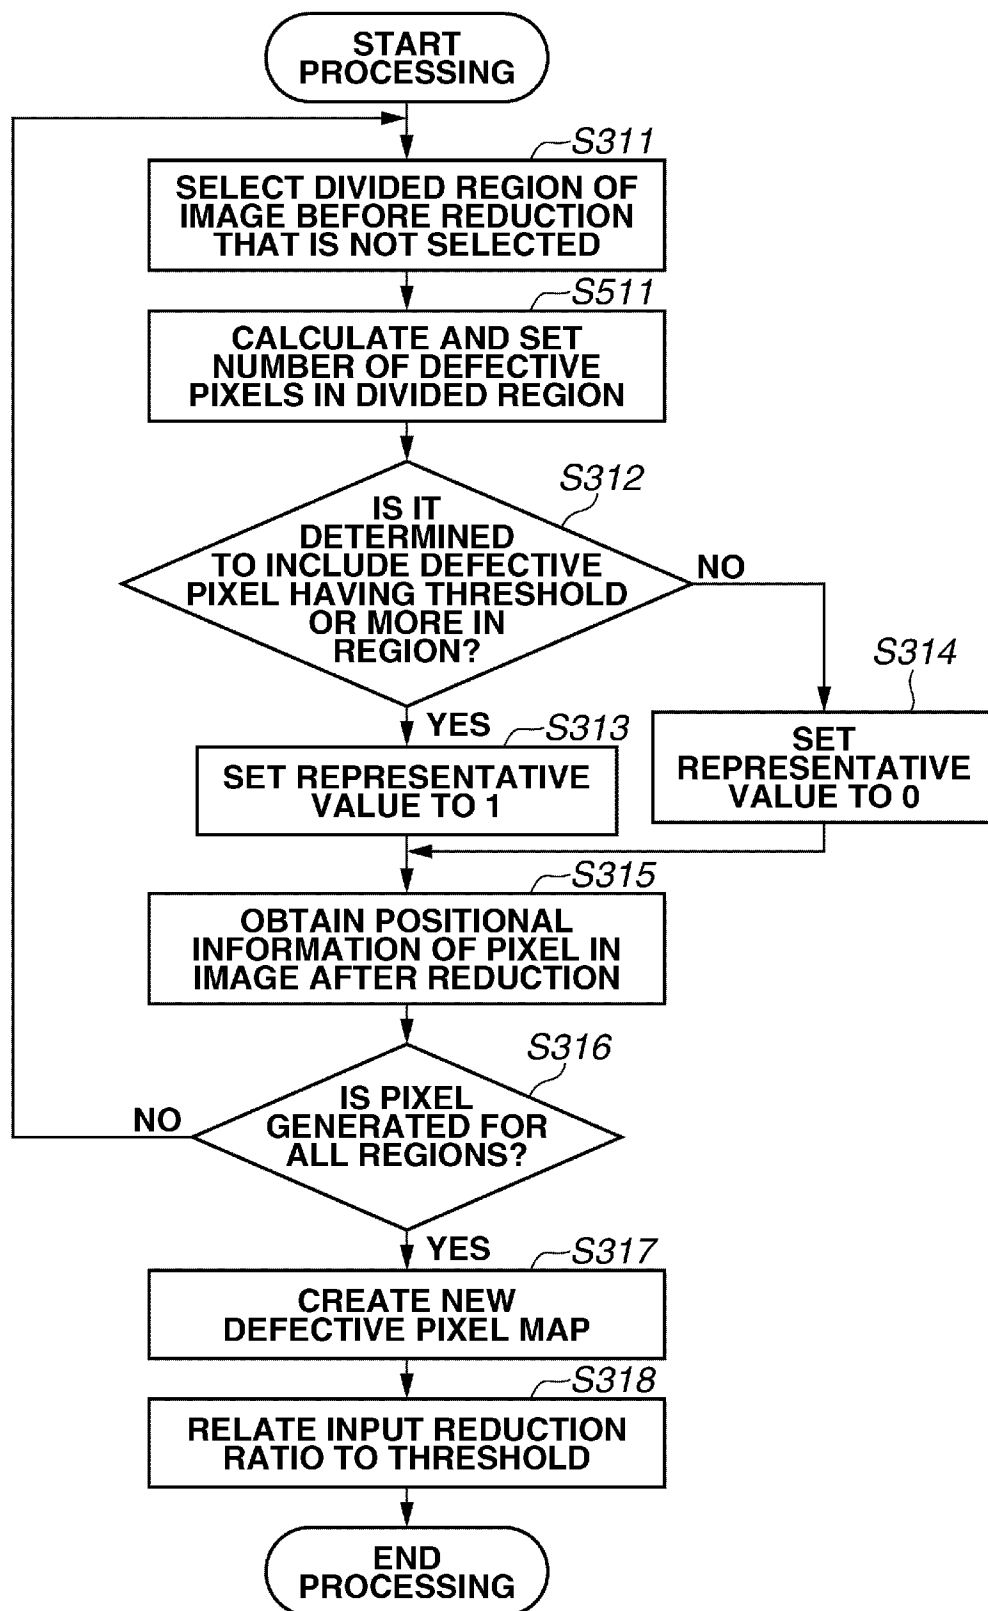 START
PROCESSING
S311
SELECT DIVIDED REGION OF
IMAGE BEFORE REDUCTION
THAT IS NOT SELECTED
S511
CALCULATE AND SET
NUMBER OF DEFECTIVE
PIXELS IN DIVIDED REGION
S312
IS IT
DETERMINED
TO INCLUDE DEFECTIVE
PIXEL HAVING THRESHOLD
OR MORE IN
REGION?
NO
YES
S313
SET REPRESENTATIVE
VALUE TO 1
S314
SET
REPRESENTATIVE
VALUE TO 0
S315
OBTAIN POSITIONAL
INFORMATION OF PIXEL IN
IMAGE AFTER REDUCTION
S316
IS PIXEL
GENERATED FOR
ALL REGIONS?
NO
YES
S317
CREATE NEW
DEFECTIVE PIXEL MAP
S318
RELATE INPUT REDUCTION
RATIO TO THRESHOLD
END
PROCESSING